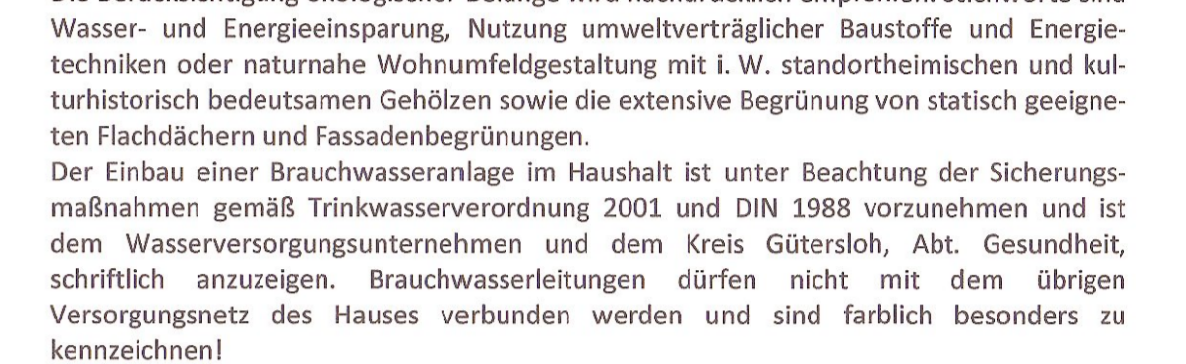 Wasser- und Energieeinsparung, Nutzung umweltverträglicher Baustoffe und Energie-
techniken oder naturnahe Wohnumfeldgestaltung mit i. W. standortheimischen und kul-
turhistorisch bedeutsamen Gehölzen sowie die extensive Begrünung von statisch geeigne-
ten Flachdächern und Fassadenbegrünungen.
Der Einbau einer Brauchwasseranlage im Haushalt ist unter Beachtung der Sicherungs-
maßnahmen gemäß Trinkwasserverordnung 2001 und DIN 1988 vorzunehmen und ist
dem Wasserversorgungsunternehmen und dem Kreis Gütersloh, Abt. Gesundheit,
schriftlich anzuzeigen. Brauchwasserleitungen dürfen nicht mit dem übrigen
Versorgungsnetz des Hauses verbunden werden und sind farblich besonders zu
kennzeichnen!